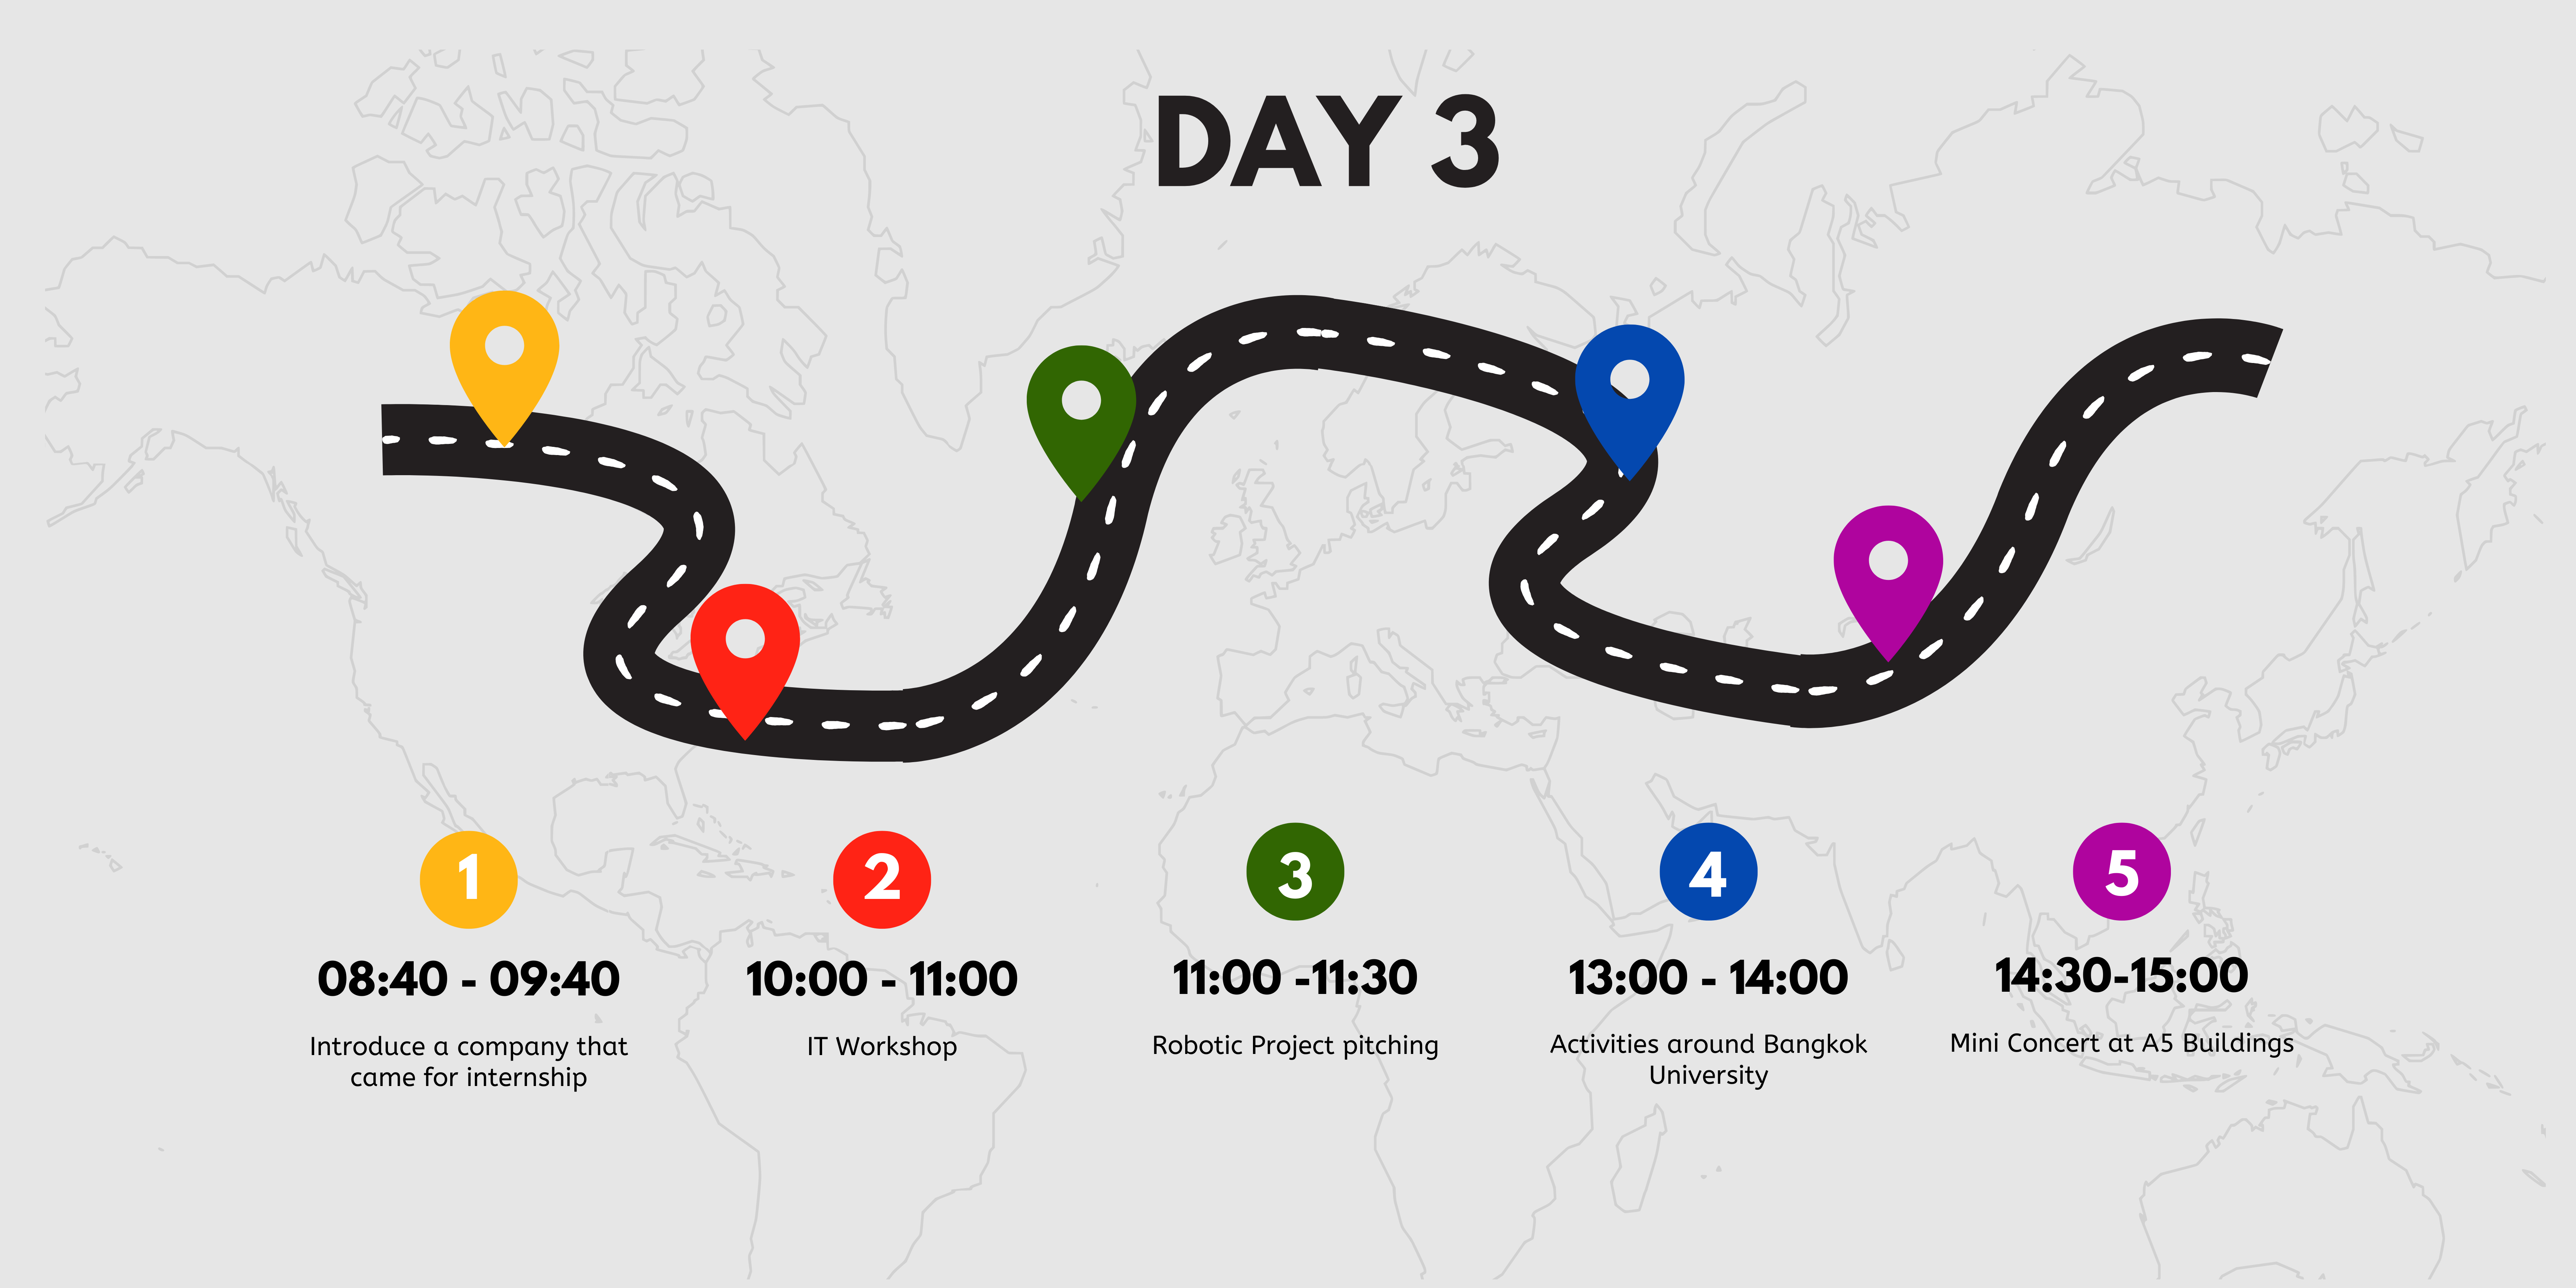 DAY 3
1
08:40 - 09:40
Introduce a company that
came for internship
2
10:00 - 11:00
IT Workshop
3
11:00 -11:30
Robotic Project pitching
4
13:00 - 14:00
Activities around Bangkok
University
5
14:30-15:00
Mini Concert at A5 Buildings